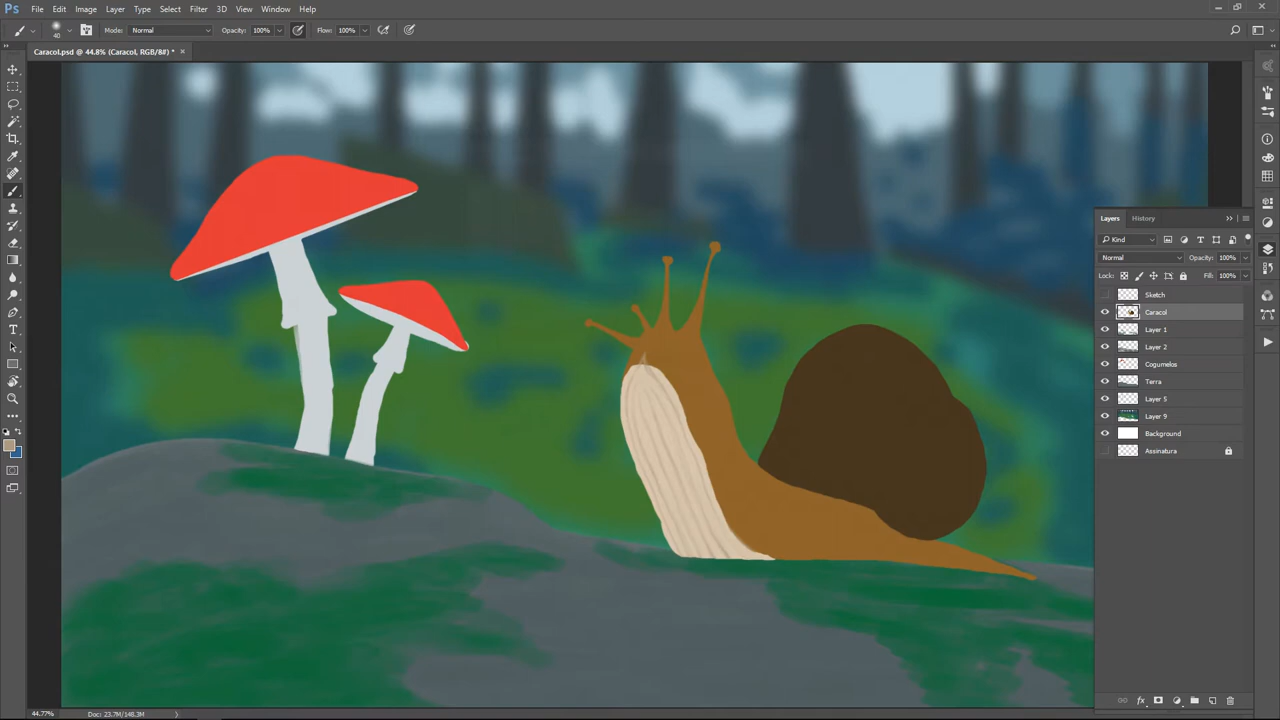 Ps File Edit Image Layer Type Select Filter 3D View Window Help
40 Mode: Normal Opacity: 100% Flow: 100%
Caracol.psd @ 44.8% (Caracol, RGB/8#) * ×
Layers History
Kind
Normal Opacity: 100%
Lock: Fill: 100%
Sketch
Caracol
Layer 1
Layer 2
Cogumelos
Terra
Layer 5
Layer 9
Background
Assinatura
fx
44.77% Doc: 23.7M/148.3M